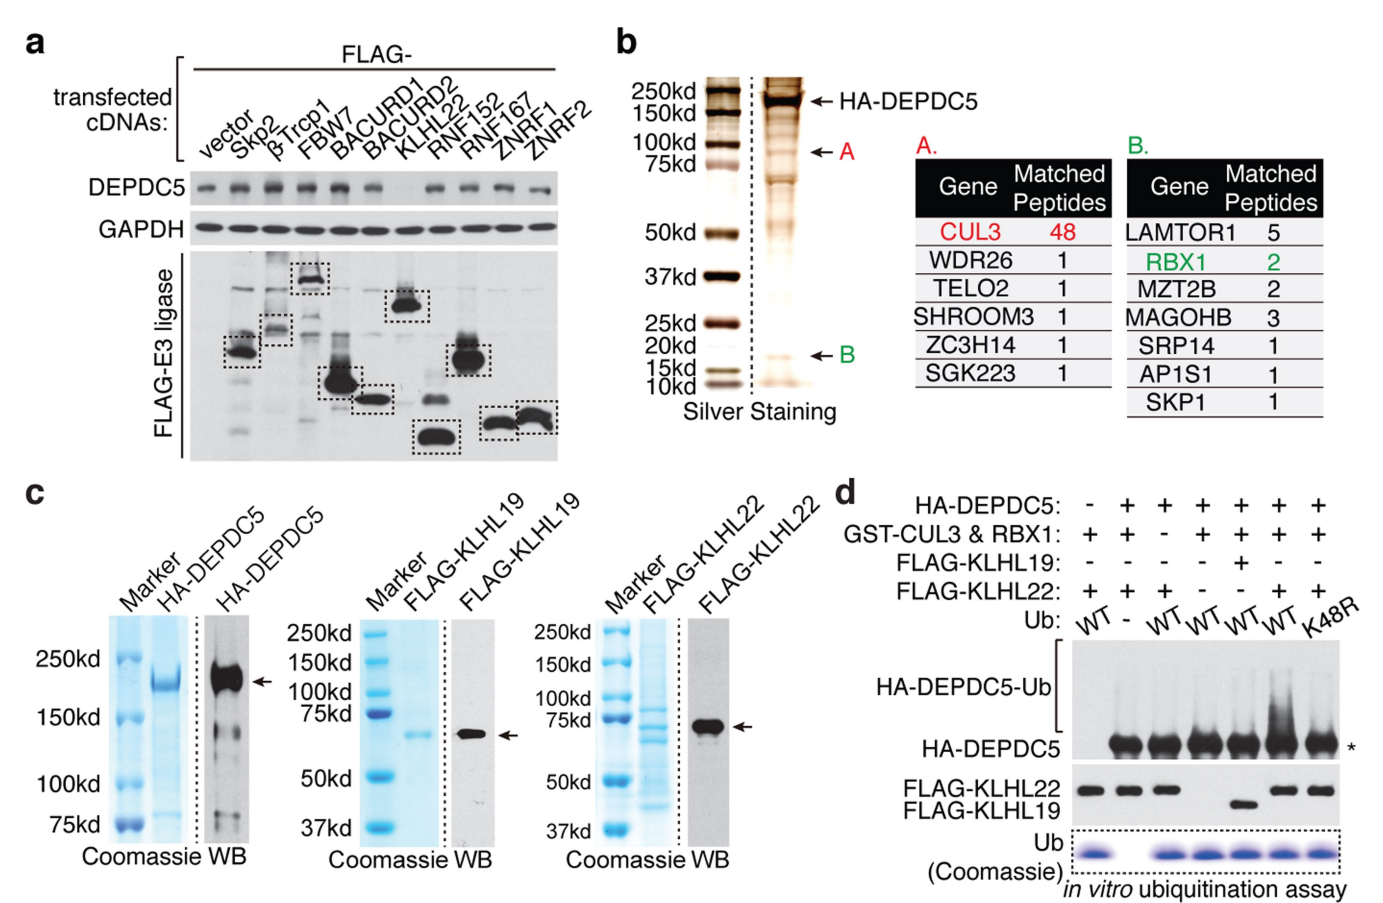 a
FLAG-
transfected
cDNAs:
vector
Skp2
βTrcp1
FBW7
BACURD1
BACURD2
KLHL22
RNF152
RNF167
ZNRF1
ZNRF2
DEPDC5
GAPDH
FLAG-E3 ligase
b
250kd
150kd
100kd
75kd
50kd
37kd
25kd
20kd
15kd
10kd
HA-DEPDC5
A
B
Silver Staining
A.
Gene Matched Peptides
CUL3 48
WDR26 1
TELO2 1
SHROOM3 1
ZC3H14 1
SGK223 1
B.
Gene Matched Peptides
LAMTOR1 5
RBX1 2
MZT2B 2
MAGOHB 3
SRP14 1
AP1S1 1
SKP1 1
c
Marker
HA-DEPDC5
HA-DEPDC5
250kd
150kd
100kd
75kd
Coomassie WB
Marker
FLAG-KLHL19
FLAG-KLHL19
250kd
150kd
100kd
75kd
50kd
37kd
Coomassie WB
Marker
FLAG-KLHL22
FLAG-KLHL22
250kd
150kd
100kd
75kd
50kd
37kd
Coomassie WB
d
HA-DEPDC5: - + + + + + +
GST-CUL3 & RBX1: + + - + + + +
FLAG-KLHL19: - - - - + - -
FLAG-KLHL22: + + + - - + +
Ub: WT - WT WT WT WT K48R
HA-DEPDC5-Ub
HA-DEPDC5 *
FLAG-KLHL22
FLAG-KLHL19
Ub
(Coomassie)
in vitro ubiquitination assay